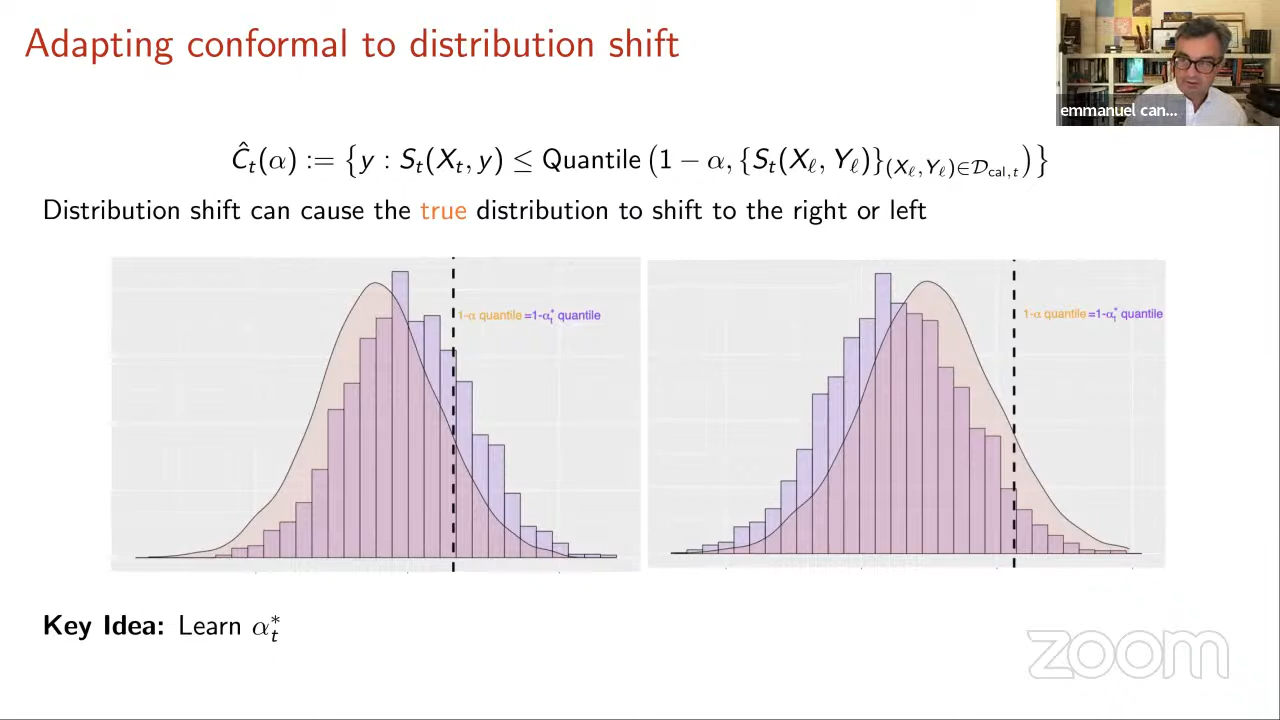 Adapting conformal to distribution shift
emmanuel can...
Ĉ_t(α) := {y : S_t(X_t, y) ≤ Quantile (1 − α, {S_t(X_ℓ, Y_ℓ)}_{(X_ℓ,Y_ℓ)∈𝒟_{cal,t}})}
Distribution shift can cause the true distribution to shift to the right or left
1-α quantile =1-α*_t quantile
1-α quantile =1-α*_t quantile
Key Idea: Learn α*_t
zoom